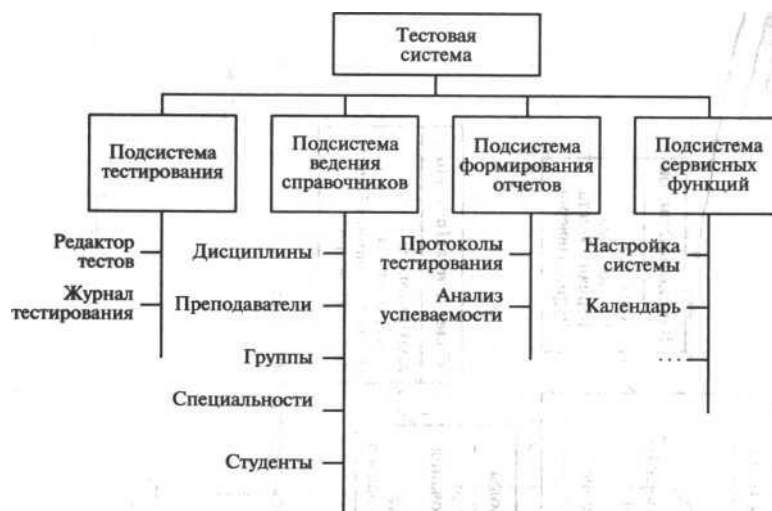 Тестовая
система
Подсистема
тестирования
Подсистема
ведения
справочников
Подсистема
формирования
отчетов
Подсистема
сервисных
функций
Редактор
тестов
Журнал
тестирования
Дисциплины
Преподаватели
Группы
Специальности
Студенты
Протоколы
тестирования
Анализ
успеваемости
Настройка
системы
Календарь
....